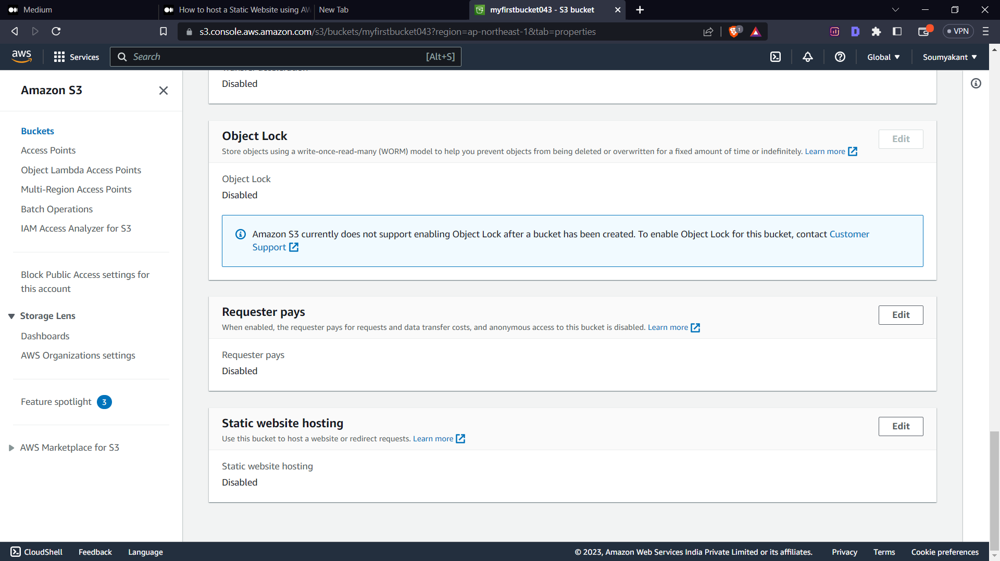 Medium
How to host a Static Website using AW
New Tab
myfirstbucket043 - S3 bucket
s3.console.aws.amazon.com/s3/buckets/myfirstbucket043?region=ap-northeast-1&tab=properties
1
VPN
aws
Services
Search
[Alt+S]
Global
Soumyakant
Amazon S3
Buckets
Access Points
Object Lambda Access Points
Multi-Region Access Points
Batch Operations
IAM Access Analyzer for S3
Block Public Access settings for
this account
Storage Lens
Dashboards
AWS Organizations settings
Feature spotlight 3
AWS Marketplace for S3
Transfer acceleration
Disabled
Object Lock
Edit
Store objects using a write-once-read-many (WORM) model to help you prevent objects from being deleted or overwritten for a fixed amount of time or indefinitely. Learn more
Object Lock
Disabled
Amazon S3 currently does not support enabling Object Lock after a bucket has been created. To enable Object Lock for this bucket, contact Customer
Support
Requester pays
Edit
When enabled, the requester pays for requests and data transfer costs, and anonymous access to this bucket is disabled. Learn more
Requester pays
Disabled
Static website hosting
Edit
Use this bucket to host a website or redirect requests. Learn more
Static website hosting
Disabled
CloudShell
Feedback
Language
© 2023, Amazon Web Services India Private Limited or its affiliates.
Privacy
Terms
Cookie preferences